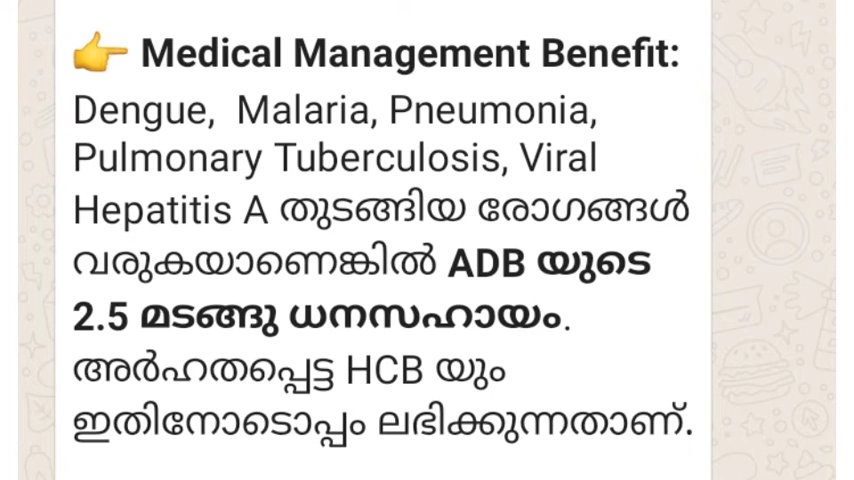 👉 Medical Management Benefit:
Dengue,  Malaria, Pneumonia,
Pulmonary Tuberculosis, Viral
Hepatitis A തുടങ്ങിയ രോഗങ്ങൾ
വരുകയാണെങ്കിൽ ADB യുടെ
2.5 മടങ്ങു ധനസഹായം.
അർഹതപ്പെട്ട HCB യും
ഇതിനോടൊപ്പം ലഭിക്കുന്നതാണ്.